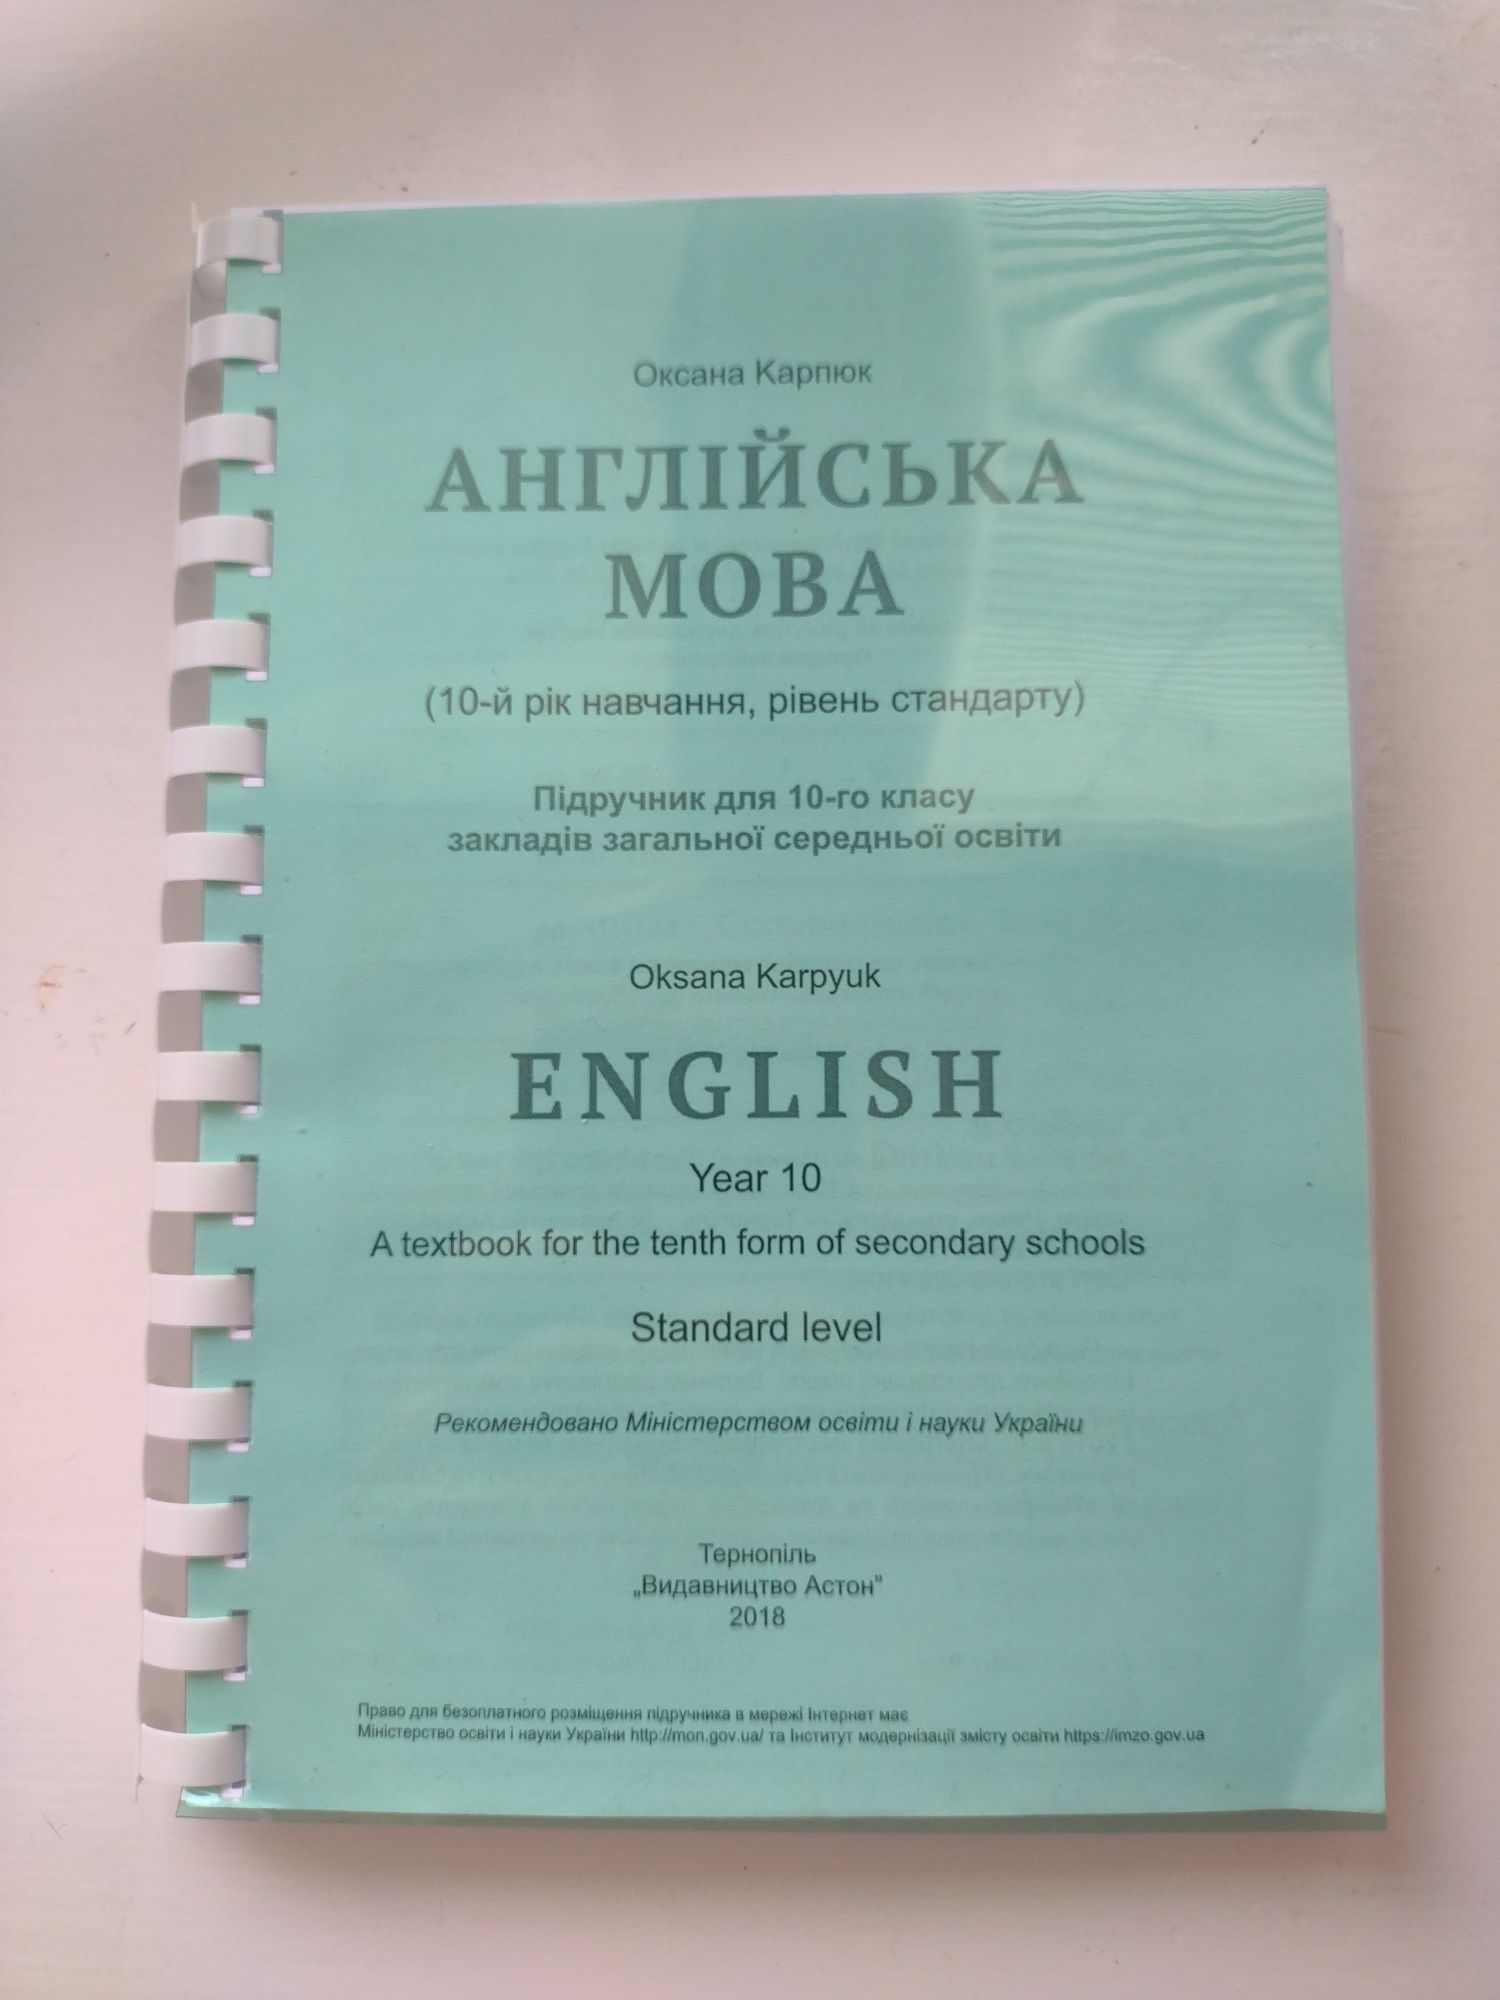 Оксана Карпюк
АНГЛІЙСЬКА
МОВА
(10-й рік навчання, рівень стандарту)
Підручник для 10-го класу
закладів загальної середньої освіти
Oksana Karpyuk
ENGLISH
Year 10
A textbook for the tenth form of secondary schools
Standard level
Рекомендовано Міністерством освіти і науки України
Тернопіль
„Видавництво Астон”
2018
Право для безоплатного розміщення підручника в мережі Інтернет має
Міністерство освіти і науки України http://mon.gov.ua/ та Інститут модернізації змісту освіти https://imzo.gov.ua